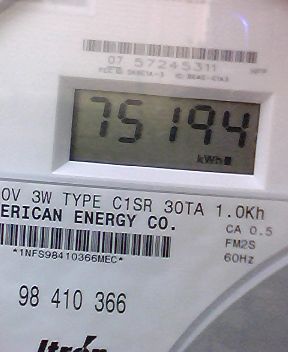 07 57245311
75194
kWh
0V 3W TYPE C1SR 30TA 1.0Kh
ERICAN ENERGY CO.
CA 0.5
FM2S
60Hz
*1NFS98410366MEC*
98 410 366
Itrón